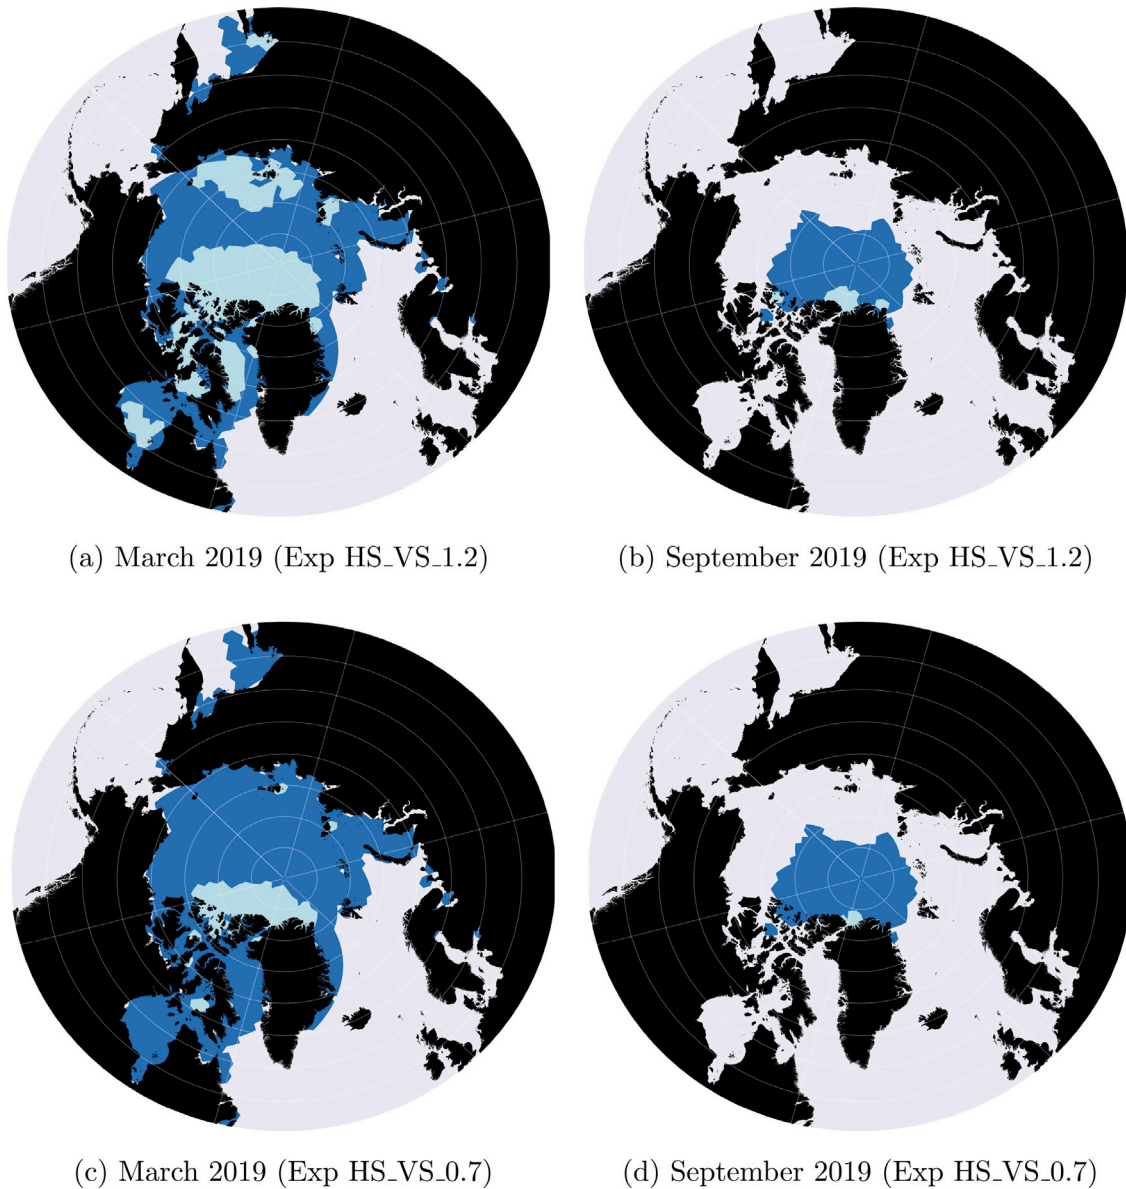 (a) March 2019 (Exp HS_VS_1.2)
(b) September 2019 (Exp HS_VS_1.2)
(c) March 2019 (Exp HS_VS_0.7)
(d) September 2019 (Exp HS_VS_0.7)